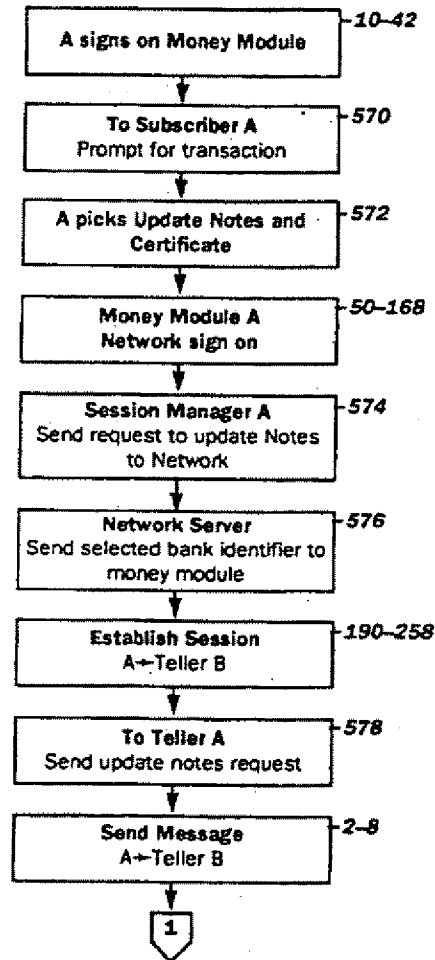 A signs on Money Module
10–42
To Subscriber A
Prompt for transaction
570
A picks Update Notes and
Certificate
572
Money Module A
Network sign on
50–168
Session Manager A
Send request to update Notes
to Network
574
Network Server
Send selected bank identifier to
money module
576
Establish Session
A↔Teller B
190–258
To Teller A
Send update notes request
578
Send Message
A↔Teller B
2–8
1